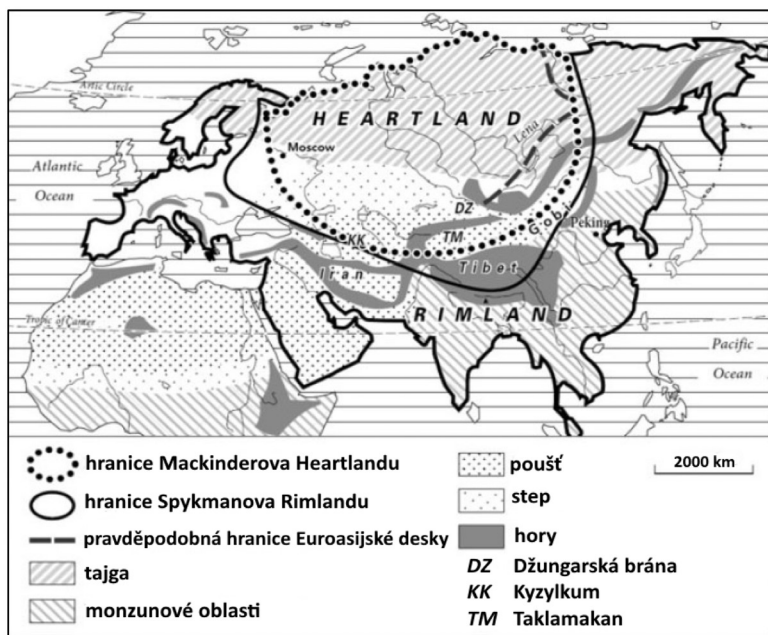 Artic Circle
HEARTLAND
Lena
Moscow
Atlantic
Ocean
DZ
Gobi
Peking
KK
TM
Iran
Tibet
Tropic of Cancer
RIMLAND
Pacific
Ocean
hranice Mackinderova Heartlandu
hranice Spykmanova Rimlandu
pravděpodobná hranice Euroasijské desky
tajga
monzunové oblasti
poušť
step
hory
DZ Džungarská brána
KK Kyzylkum
TM Taklamakan
2000 km